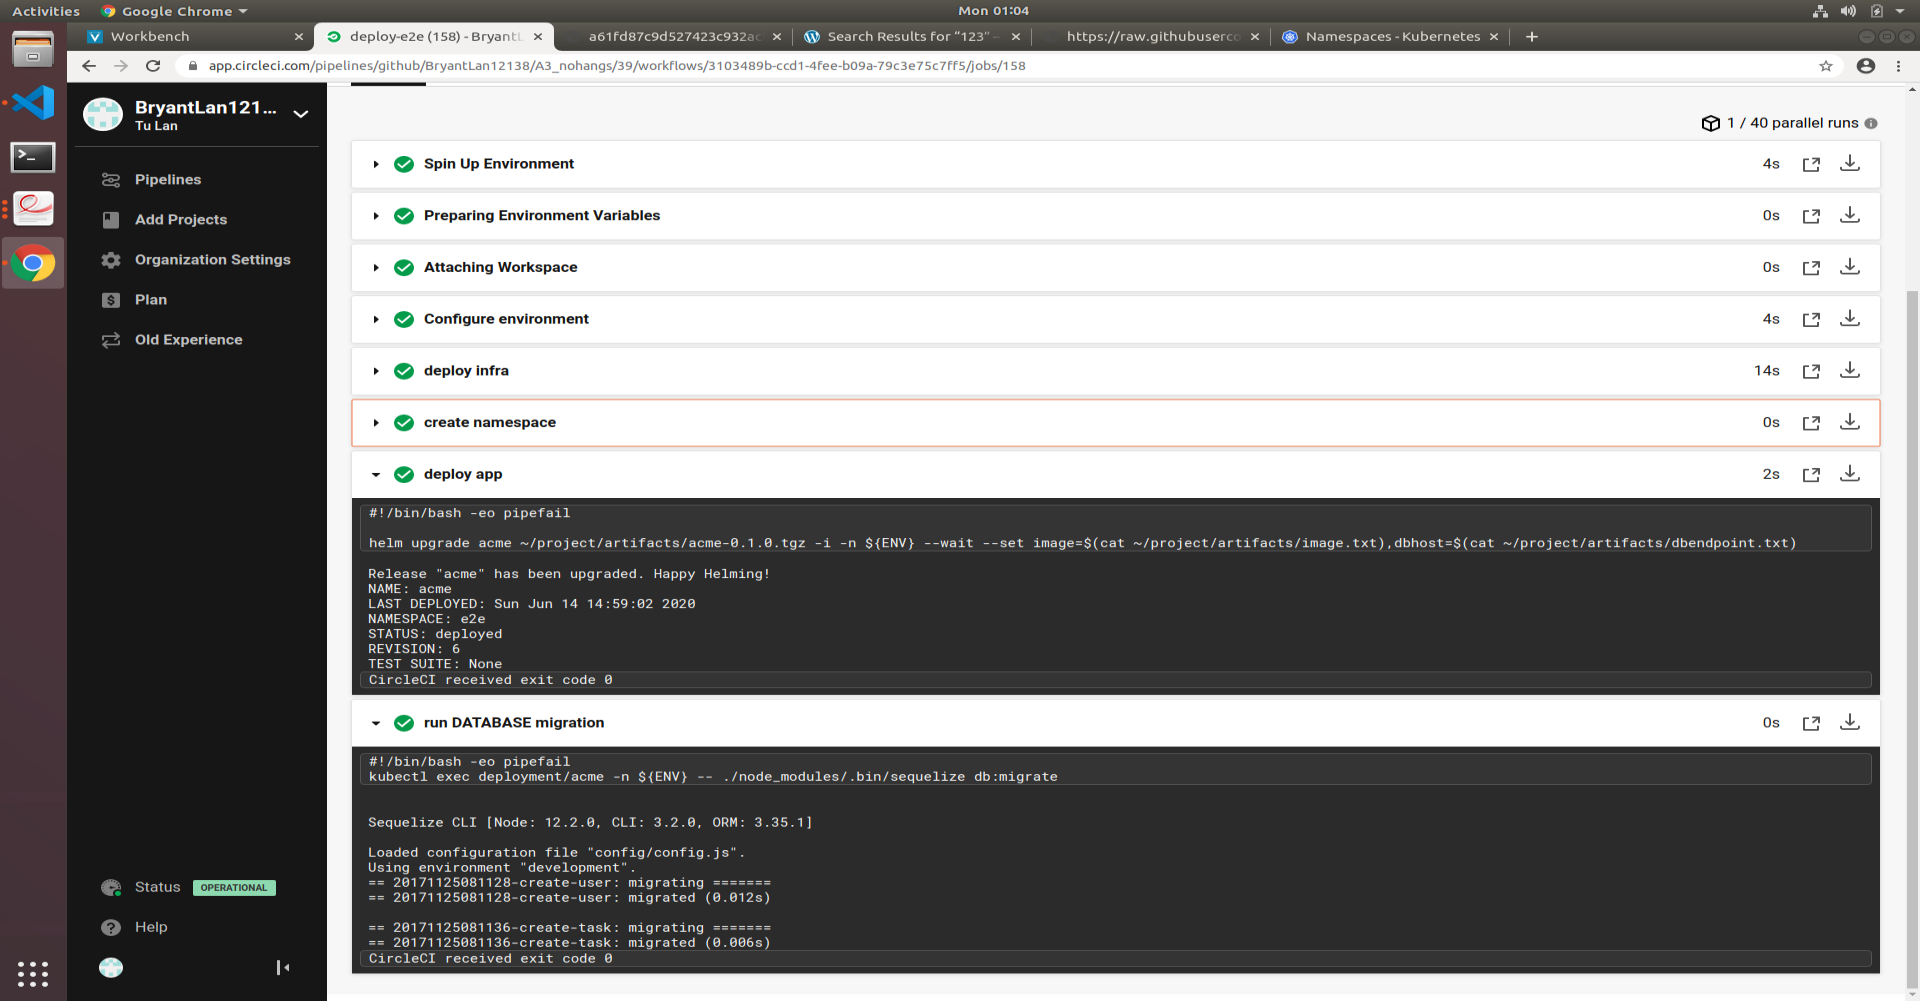 Activities
Google Chrome
Mon 01:04
Workbench
deploy-e2e (158) - BryantL
a61fd87c9d527423c932a
Search Results for “123” –
https://raw.githubuserco
Namespaces - Kubernetes
app.circleci.com/pipelines/github/BryantLan12138/A3_nohangs/39/workflows/3103489b-ccd1-4fee-b09a-79c3e75c7ff5/jobs/158
BryantLan121...
Tu Lan
Pipelines
Add Projects
Organization Settings
Plan
Old Experience
Status OPERATIONAL
Help
1 / 40 parallel runs
Spin Up Environment 4s
Preparing Environment Variables 0s
Attaching Workspace 0s
Configure environment 4s
deploy infra 14s
create namespace 0s
deploy app 2s
#!/bin/bash -eo pipefail
helm upgrade acme ~/project/artifacts/acme-0.1.0.tgz -i -n ${ENV} --wait --set image=$(cat ~/project/artifacts/image.txt),dbhost=$(cat ~/project/artifacts/dbendpoint.txt)
Release "acme" has been upgraded. Happy Helming!
NAME: acme
LAST DEPLOYED: Sun Jun 14 14:59:02 2020
NAMESPACE: e2e
STATUS: deployed
REVISION: 6
TEST SUITE: None
CircleCI received exit code 0
run DATABASE migration 0s
#!/bin/bash -eo pipefail
kubectl exec deployment/acme -n ${ENV} -- ./node_modules/.bin/sequelize db:migrate
Sequelize CLI [Node: 12.2.0, CLI: 3.2.0, ORM: 3.35.1]
Loaded configuration file "config/config.js".
Using environment "development".
== 20171125081128-create-user: migrating =======
== 20171125081128-create-user: migrated (0.012s)
== 20171125081136-create-task: migrating =======
== 20171125081136-create-task: migrated (0.006s)
CircleCI received exit code 0